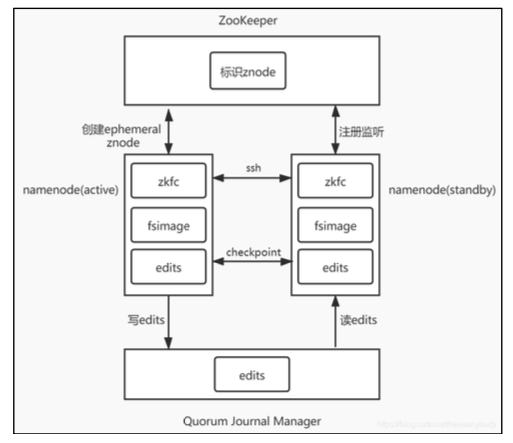 ZooKeeper
标识znode
创建ephemeral
znode
注册监听
zkfc
ssh
zkfc
namenode(active)
namenode(standby)
fsimage
fsimage
checkpoint
edits
edits
写edits
读edits
edits
Quorum Journal Manager